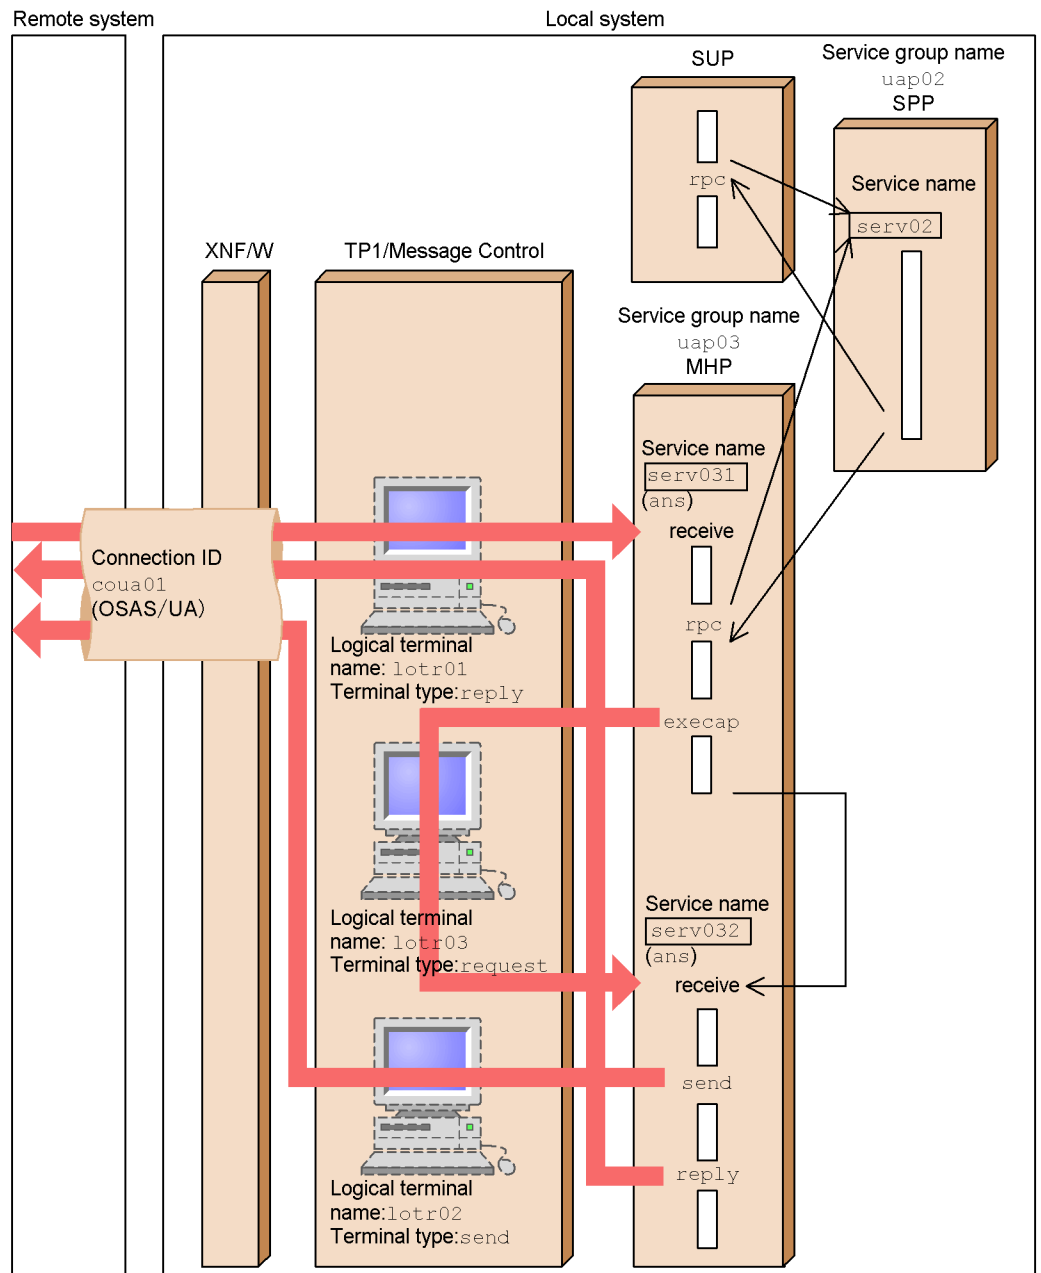 Remote system
Local system
SUP
rpc
Service group name
uap02
SPP
Service name
serv02
XNF/W
TP1/Message Control
Service group name
uap03
MHP
Service name
serv031
(ans)
receive
rpc
execap
Connection ID
coua01
(OSAS/UA)
Logical terminal
name: lotr01
Terminal type:reply
Logical terminal
name: lotr03
Terminal type:request
Service name
serv032
(ans)
receive
send
reply
Logical terminal
name:lotr02
Terminal type:send